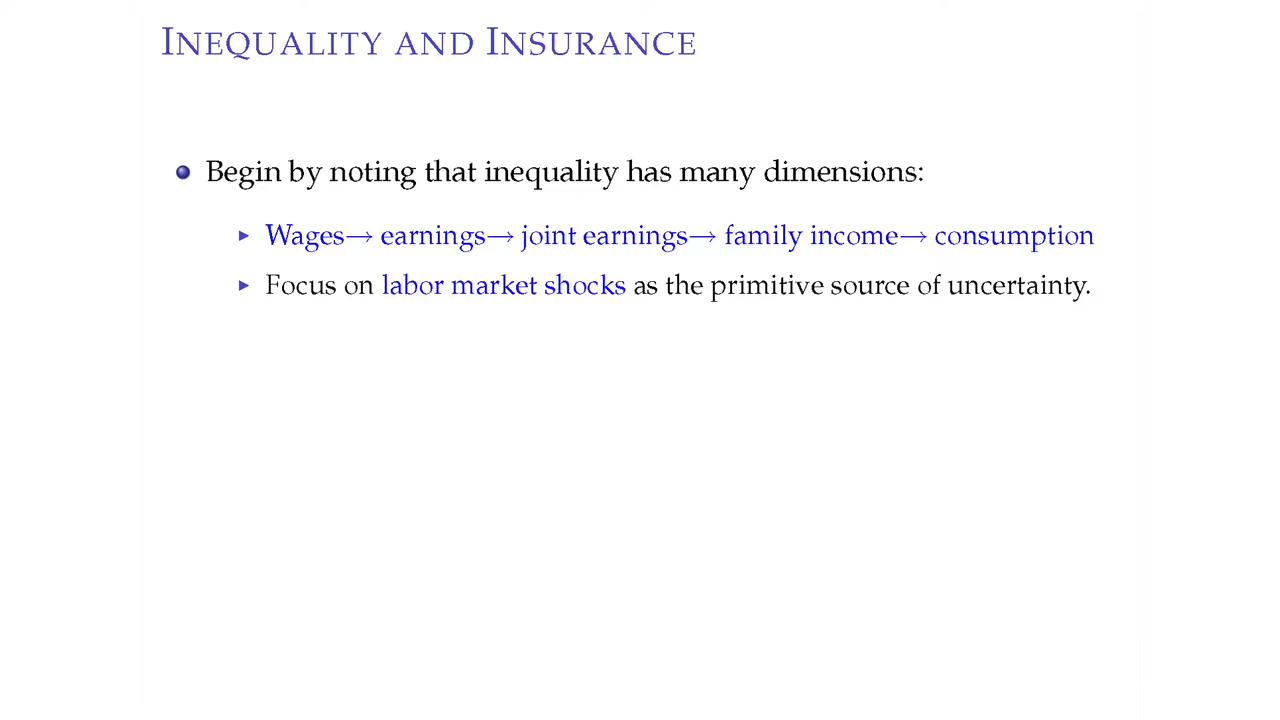 INEQUALITY AND INSURANCE
Begin by noting that inequality has many dimensions:
Wages→ earnings→ joint earnings→ family income→ consumption
Focus on labor market shocks as the primitive source of uncertainty.